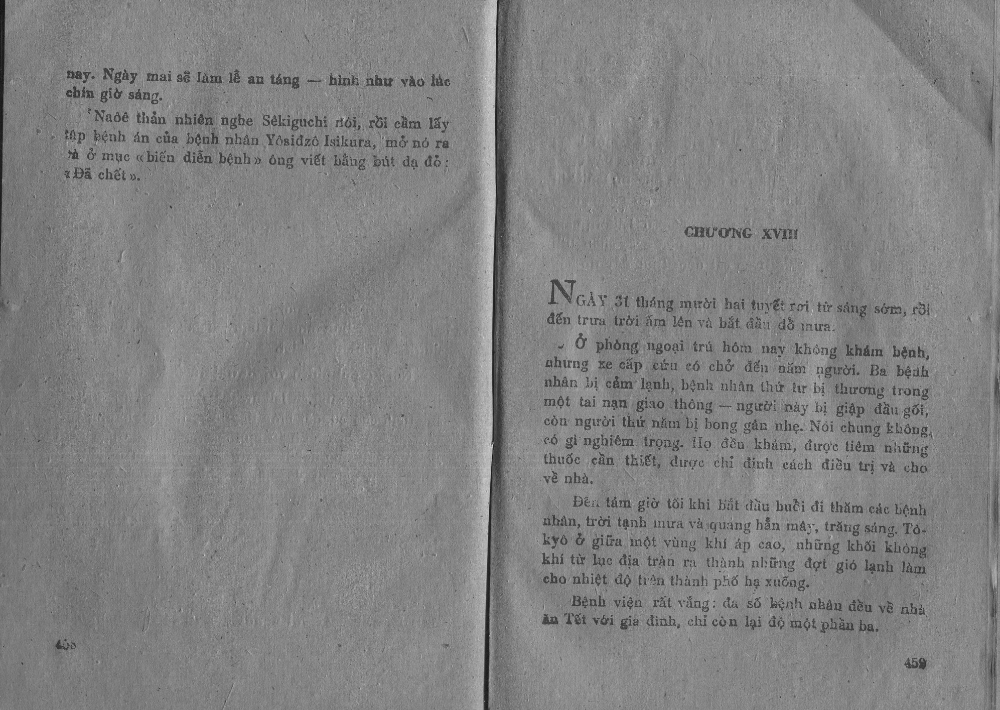 nay. Ngày mai sẽ làm lễ an táng — hình như vào lúc
chín giờ sáng.
Naôê thản nhiên nghe Sêkiguchi nói, rồi cầm lấy
tập bệnh án của bệnh nhân Yôsiđzô Isikura, mở nó ra
và ở mục «biến diễn bệnh» ông viết bằng bút dạ đỏ:
«Đã chết».
CHƯƠNG XVIII
NGÀY 31 tháng mười hai tuyết rơi từ sáng sớm, rồi
đến trưa trời ấm lên và bắt đầu đổ mưa.
Ở phòng ngoại trú hôm nay không khám bệnh,
nhưng xe cấp cứu có chở đến năm người. Ba bệnh
nhân bị cảm lạnh, bệnh nhân thứ tư bị thương trong
một tai nạn giao thông — người này bị giập đầu gối,
còn người thứ năm bị bong gân nhẹ. Nói chung không
có gì nghiêm trọng. Họ đều khám, được tiêm những
thuốc cần thiết, được chỉ định cách điều trị và cho
về nhà.
Đến tám giờ tối khi bắt đầu buổi đi thăm các bệnh
nhân, trời tạnh mưa và quang hẳn mây, trăng sáng. Tô-
kyô ở giữa một vùng khí áp cao, những khối không
khí từ lục địa tràn ra thành những đợt gió lạnh làm
cho nhiệt độ trên thành phố hạ xuống.
Bệnh viện rất vắng: đa số bệnh nhân đều về nhà
ăn Tết với gia đình, chỉ còn lại độ một phần ba.
459